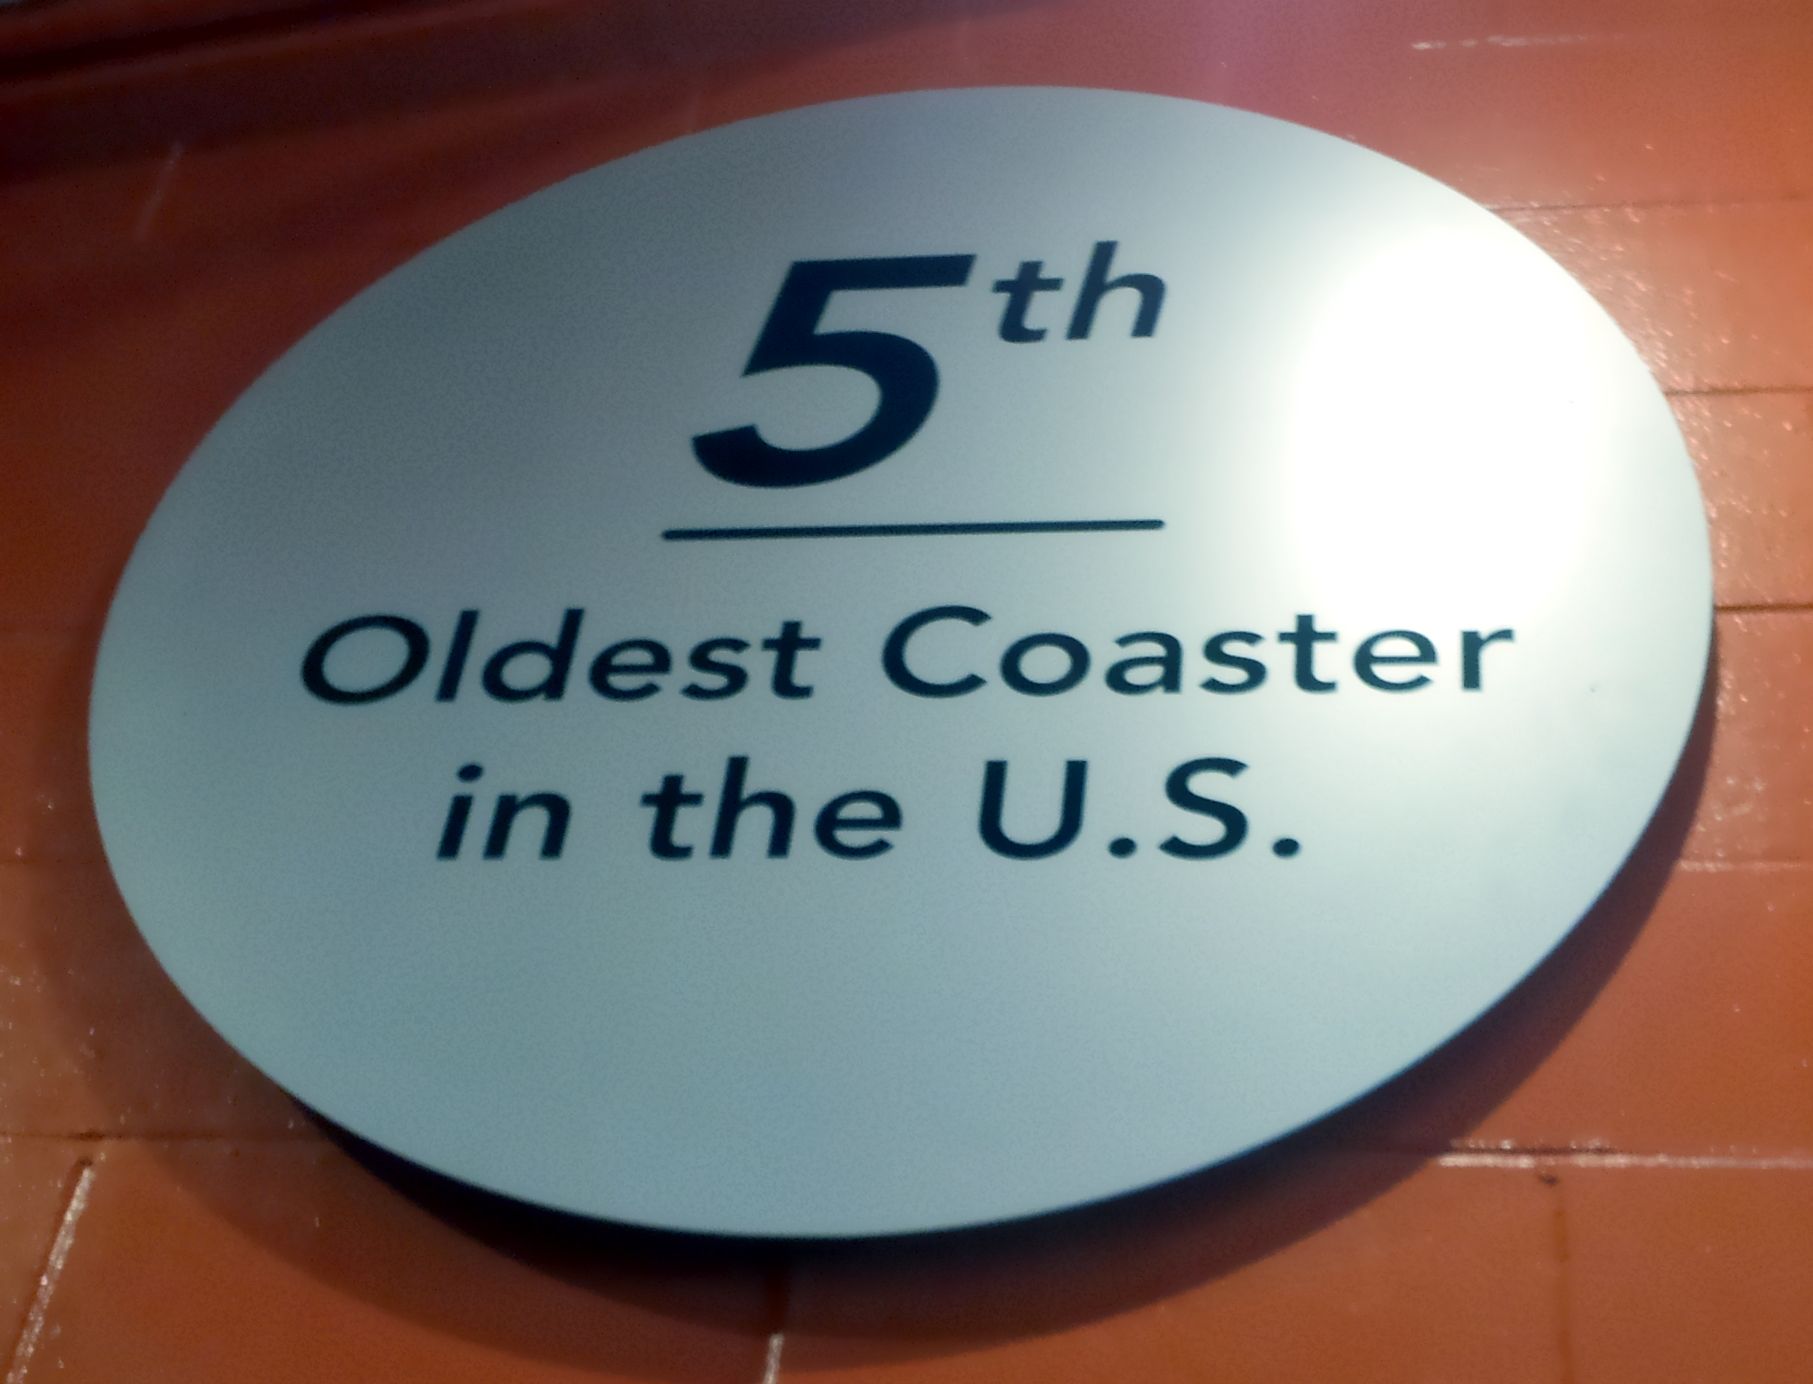 5th
Oldest Coaster
in the U.S.